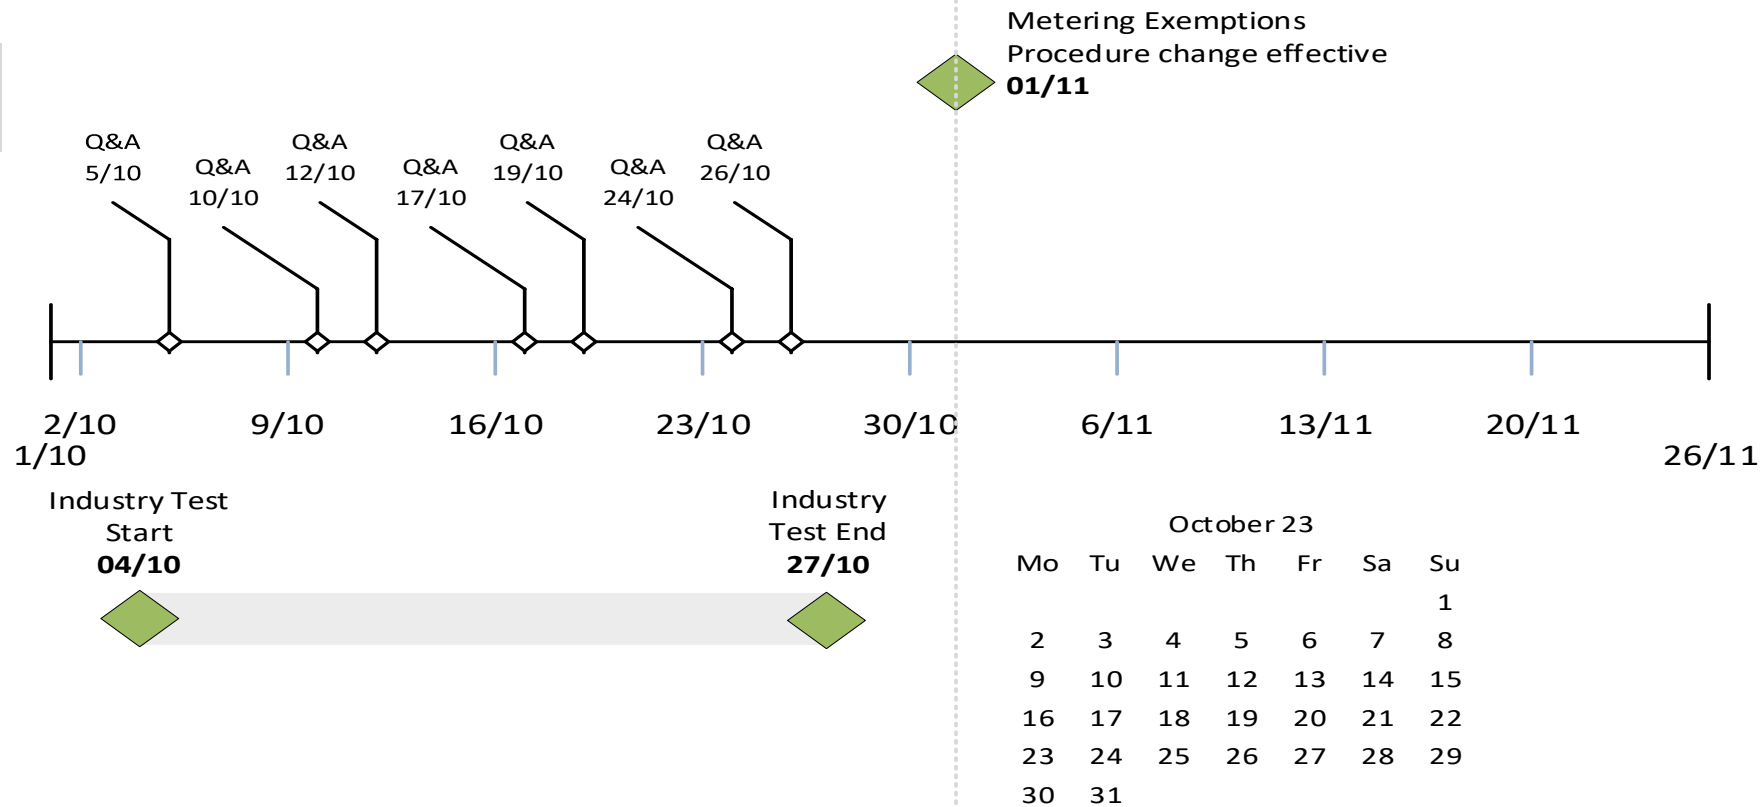 Metering Exemptions
Procedure change effective
01/11
Q&A
5/10
Q&A
10/10
Q&A
12/10
Q&A
17/10
Q&A
19/10
Q&A
24/10
Q&A
26/10
2/10 9/10 16/10 23/10 30/10 6/11 13/11 20/11
1/10 26/11
Industry Test
Start
04/10
Industry
Test End
27/10
October 23
Mo Tu We Th Fr Sa Su
1
2 3 4 5 6 7 8
9 10 11 12 13 14 15
16 17 18 19 20 21 22
23 24 25 26 27 28 29
30 31